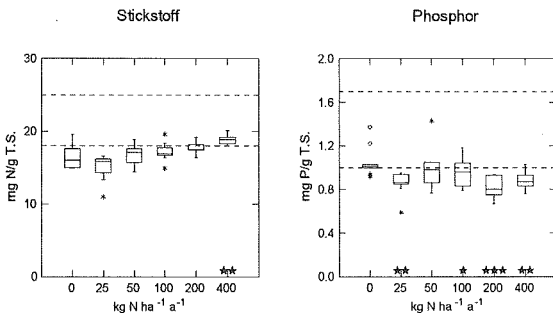 Stickstoff
Phosphor
mg N/g T.S.
30
20
10
0
0 25 50 100 200 400
kg N ha⁻¹ a⁻¹
mg P/g T.S.
2.0
1.6
1.2
0.8
0.4
0.0
0 25 50 100 200 400
kg N ha⁻¹ a⁻¹